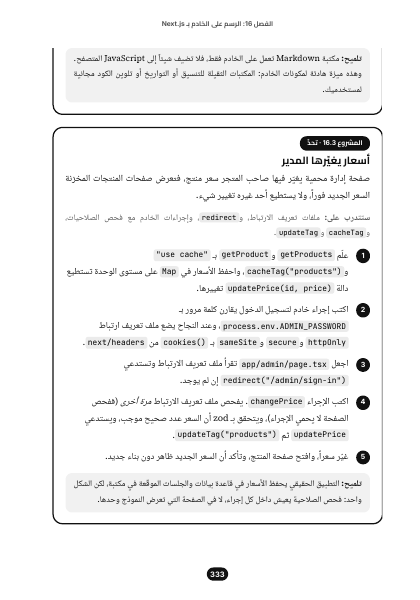 الفصل 16: الرسم على الخادم بـ Next.js
تلميح: مكتبة Markdown تعمل على الخادم فقط، فلا تضيف شيئاً إلى JavaScript المتصفح.
وهذه ميزة هادئة لمكونات الخادم: المكتبات الثقيلة للتنسيق أو التواريخ أو تلوين الكود مجانية
لمستخدميك.
المشروع 16.3 · تحدٍّ
أسعار يغيّرها المدير
صفحة إدارة محمية يغيّر فيها صاحب المتجر سعر منتج، فتعرض صفحات المنتجات المخزنة
السعر الجديد فوراً، ولا يستطيع أحد غيره تغيير شيء.
ستتدرب على: ملفات تعريف الارتباط، و redirect، وإجراءات الخادم مع فحص الصلاحيات،
و cacheTag و updateTag.
1 علّم getProducts و getProduct بـ "use cache"
و cacheTag("products")، واحفظ الأسعار في Map على مستوى الوحدة تستطيع
دالة updatePrice(id, price) تغييرها.
2 اكتب إجراء خادم لتسجيل الدخول يقارن كلمة مرور بـ
process.env.ADMIN_PASSWORD، وعند النجاح يضع ملف تعريف ارتباط
httpOnly و secure و sameSite بـ cookies() من next/headers.
3 اجعل app/admin/page.tsx تقرأ ملف تعريف الارتباط وتستدعي
redirect("/admin/sign-in") إن لم يوجد.
4 اكتب الإجراء changePrice. يفحص ملف تعريف الارتباط مرة أخرى (ففحص
الصفحة لا يحمي الإجراء)، ويتحقق بـ zod أن السعر عدد صحيح موجب، ويستدعي
updatePrice ثم updateTag("products").
5 غيّر سعراً، وافتح صفحة المنتج، وتأكد أن السعر الجديد ظاهر دون بناء جديد.
تلميح: التطبيق الحقيقي يحفظ الأسعار في قاعدة بيانات والجلسات الموقّعة في مكتبة، لكن الشكل
واحد: فحص الصلاحية يعيش داخل كل إجراء، لا في الصفحة التي تعرض النموذج وحدها.
333